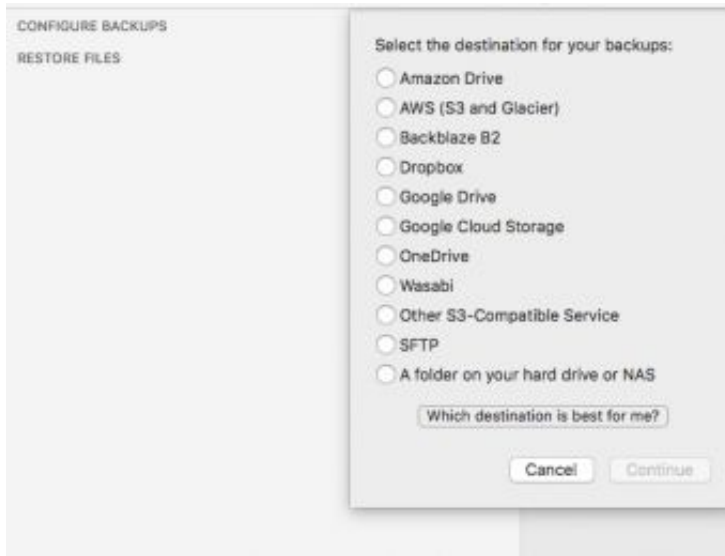 CONFIGURE BACKUPS
RESTORE FILES
Select the destination for your backups:
Amazon Drive
AWS (S3 and Glacier)
Backblaze B2
Dropbox
Google Drive
Google Cloud Storage
OneDrive
Wasabi
Other S3-Compatible Service
SFTP
A folder on your hard drive or NAS
Which destination is best for me?
Cancel Continue